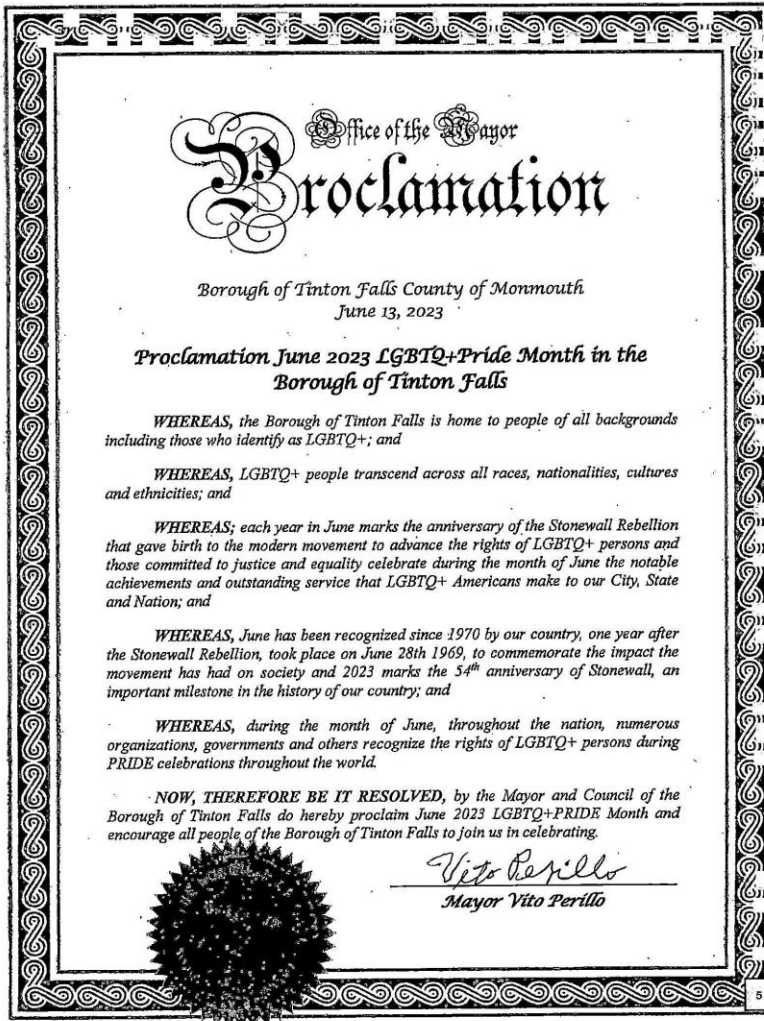 Office of the Mayor
Proclamation
Borough of Tinton Falls County of Monmouth
June 13, 2023
Proclamation June 2023 LGBTQ+Pride Month in the
Borough of Tinton Falls
WHEREAS, the Borough of Tinton Falls is home to people of all backgrounds
including those who identify as LGBTQ+; and
WHEREAS, LGBTQ+ people transcend across all races, nationalities, cultures
and ethnicities; and
WHEREAS; each year in June marks the anniversary of the Stonewall Rebellion
that gave birth to the modern movement to advance the rights of LGBTQ+ persons and
those committed to justice and equality celebrate during the month of June the notable
achievements and outstanding service that LGBTQ+ Americans make to our City, State
and Nation; and
WHEREAS, June has been recognized since 1970 by our country, one year after
the Stonewall Rebellion, took place on June 28th 1969, to commemorate the impact the
movement has had on society and 2023 marks the 54th anniversary of Stonewall, an
important milestone in the history of our country; and
WHEREAS, during the month of June, throughout the nation, numerous
organizations, governments and others recognize the rights of LGBTQ+ persons during
PRIDE celebrations throughout the world.
NOW, THEREFORE BE IT RESOLVED, by the Mayor and Council of the
Borough of Tinton Falls do hereby proclaim June 2023 LGBTQ+PRIDE Month and
encourage all people of the Borough of Tinton Falls to join us in celebrating.
Vito Perillo
Mayor Vito Perillo
5